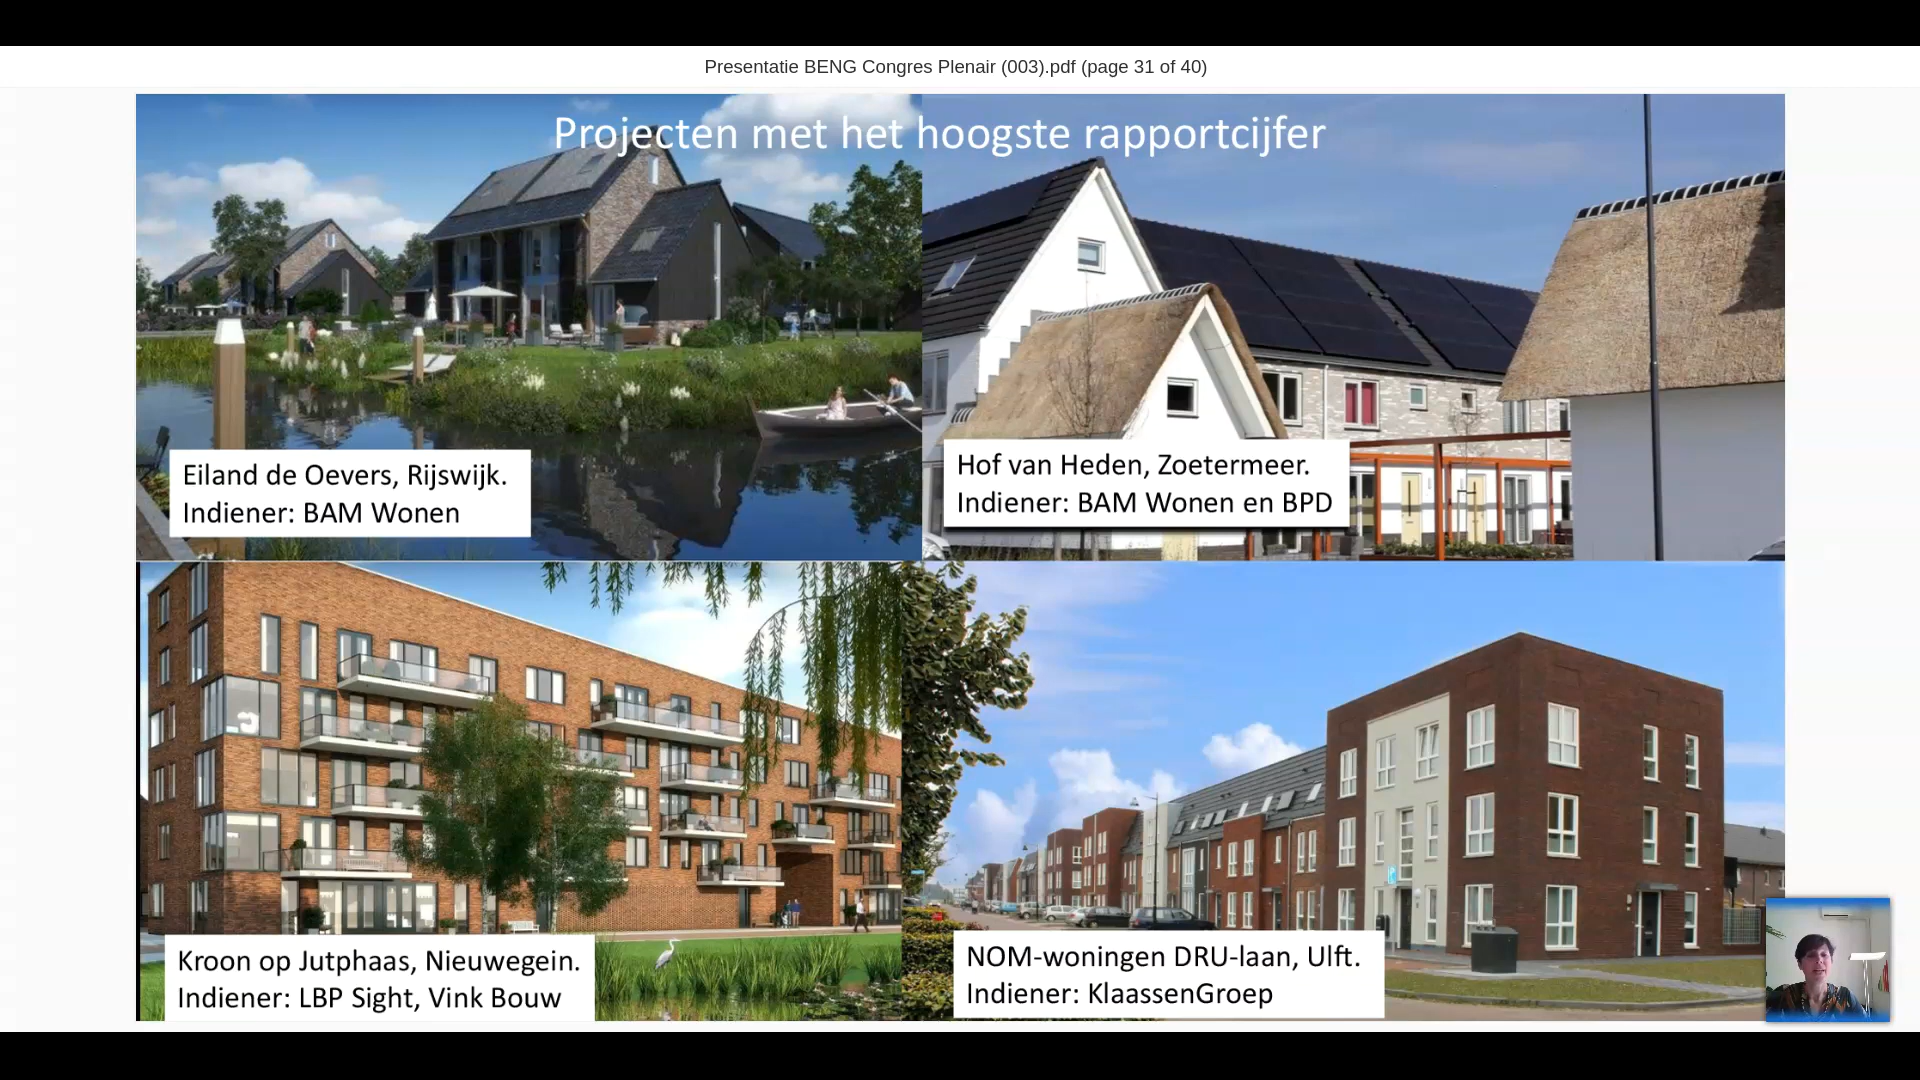 Presentatie BENG Congres Plenair (003).pdf (page 31 of 40)
Projecten met het hoogste rapportcijfer
Eiland de Oevers, Rijswijk.
Indiener: BAM Wonen
Hof van Heden, Zoetermeer.
Indiener: BAM Wonen en BPD
Kroon op Jutphaas, Nieuwegein.
Indiener: LBP Sight, Vink Bouw
NOM-woningen DRU-laan, Ulft.
Indiener: KlaassenGroep